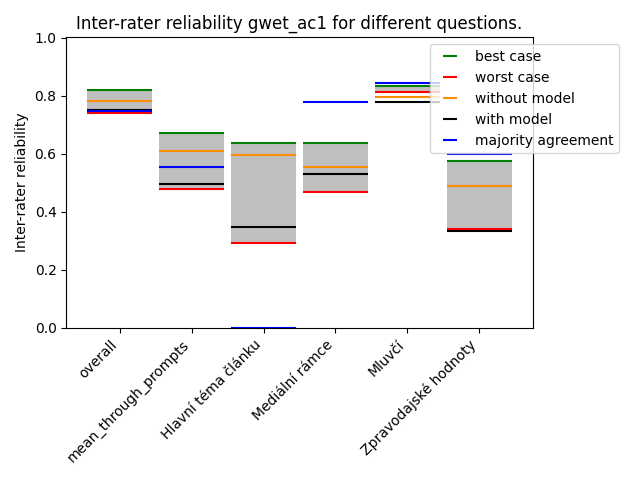 Inter-rater reliability gwet_ac1 for different questions.
1.0
0.8
0.6
0.4
0.2
0.0
Inter-rater reliability
best case
worst case
without model
with model
majority agreement
overall
mean_through_prompts
Hlavní téma článku
Mediální rámce
Mluvčí
Zpravodajské hodnoty